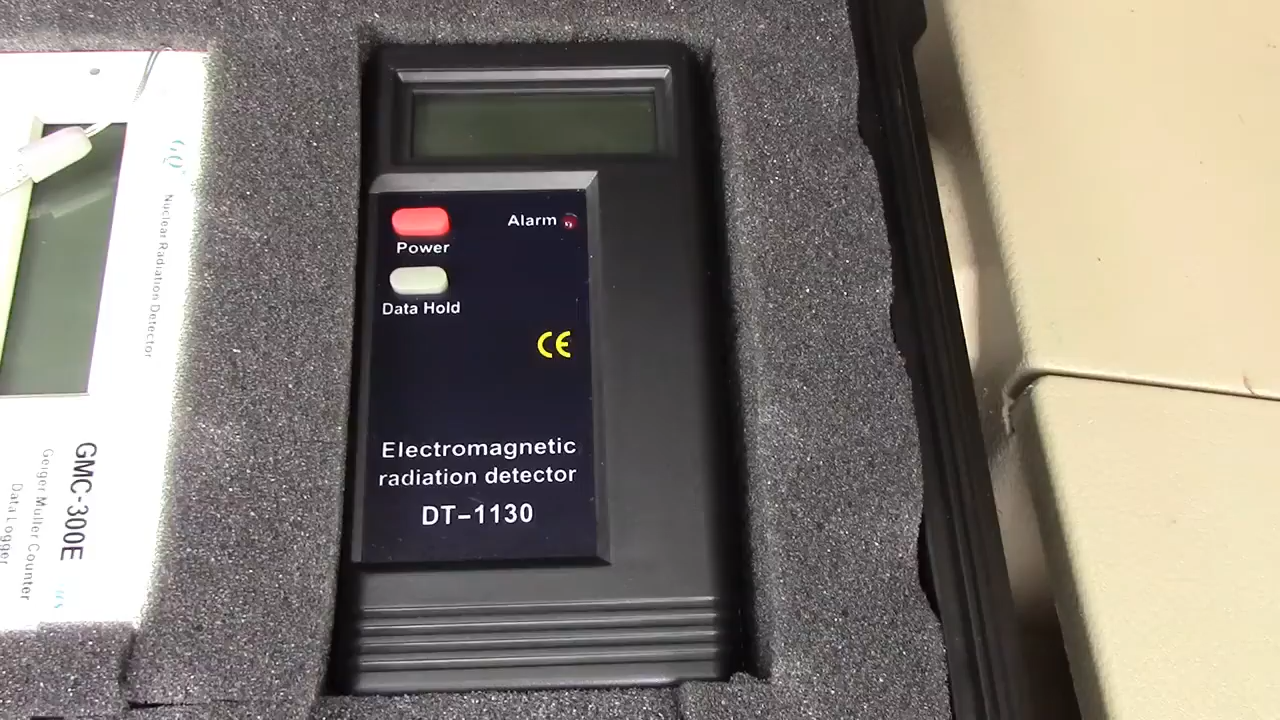 GQ
Nuclear Radiation Detector
GMC-300E
Geiger Muller Counter
Data Logger
Alarm
Power
Data Hold
CE
Electromagnetic
radiation detector
DT-1130